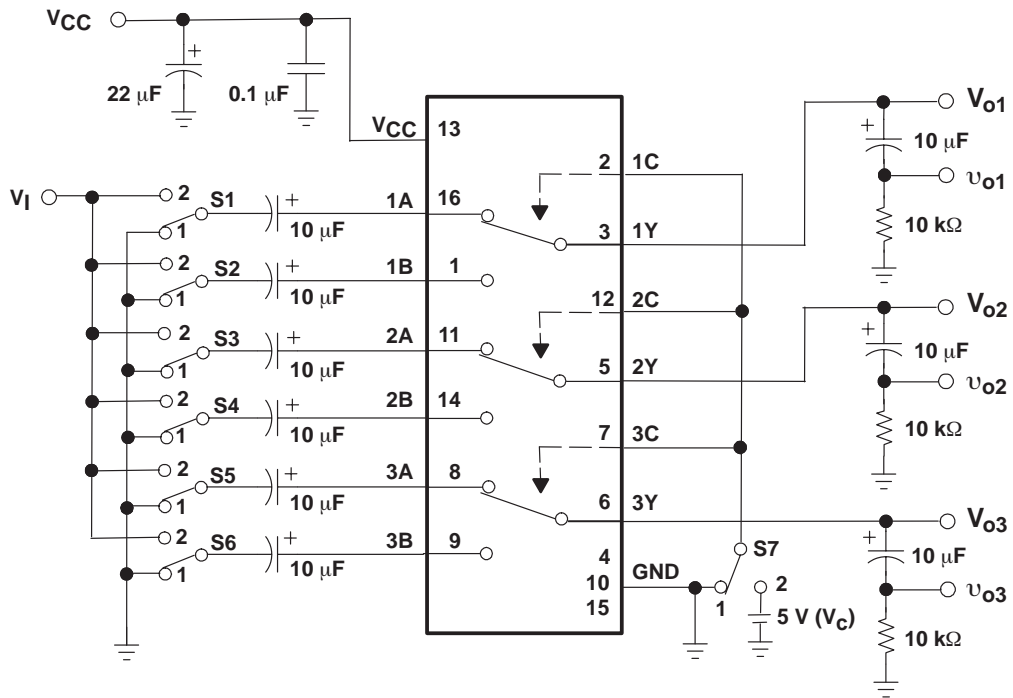 VCC
+
22 μF
0.1 μF
VCC 13
VI
2
S1
1
+
10 μF
1A 16
2
S2
1
+
10 μF
1B 1
2
S3
1
+
10 μF
2A 11
2
S4
1
+
10 μF
2B 14
2
S5
1
+
10 μF
3A 8
2
S6
1
+
10 μF
3B 9
2 1C
3 1Y
12 2C
5 2Y
7 3C
6 3Y
4
10 GND
15
S7
1
2
5 V (VC)
Vo1
+
10 μF
υo1
10 kΩ
Vo2
+
10 μF
υo2
10 kΩ
Vo3
+
10 μF
υo3
10 kΩ